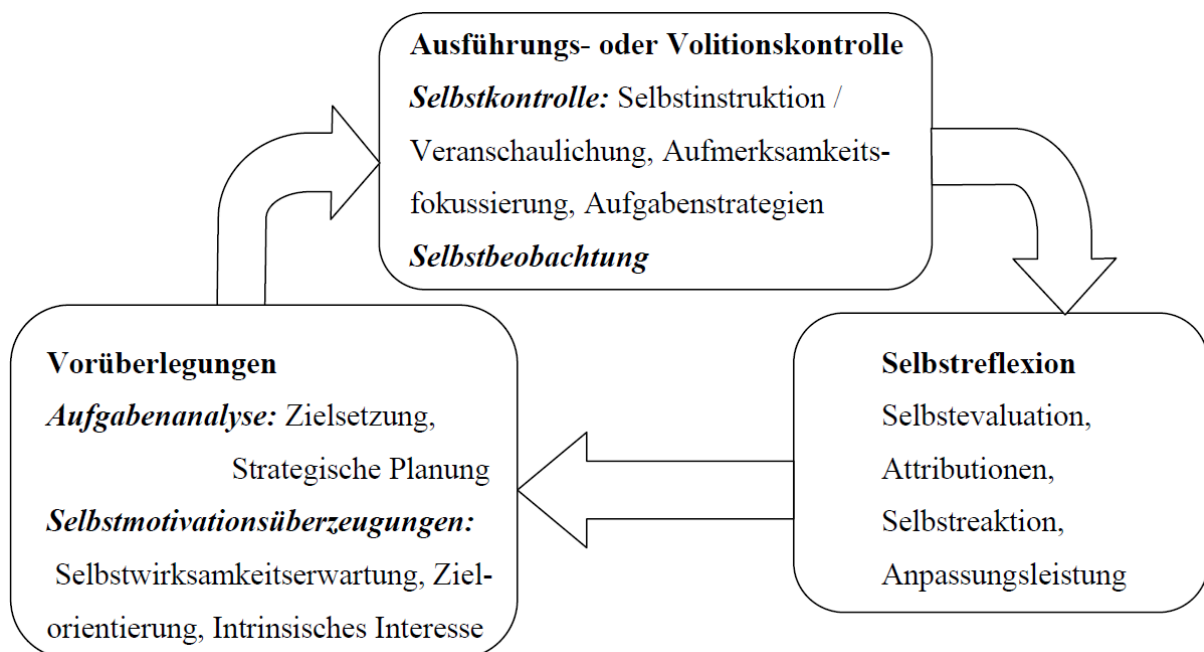 Ausführungs- oder Volitionskontrolle
Selbstkontrolle: Selbstinstruktion /
Veranschaulichung, Aufmerksamkeits-
fokussierung, Aufgabenstrategien
Selbstbeobachtung
Vorüberlegungen
Aufgabenanalyse: Zielsetzung,
Strategische Planung
Selbstmotivationsüberzeugungen:
Selbstwirksamkeitserwartung, Ziel-
orientierung, Intrinsisches Interesse
Selbstreflexion
Selbstevaluation,
Attributionen,
Selbstreaktion,
Anpassungsleistung